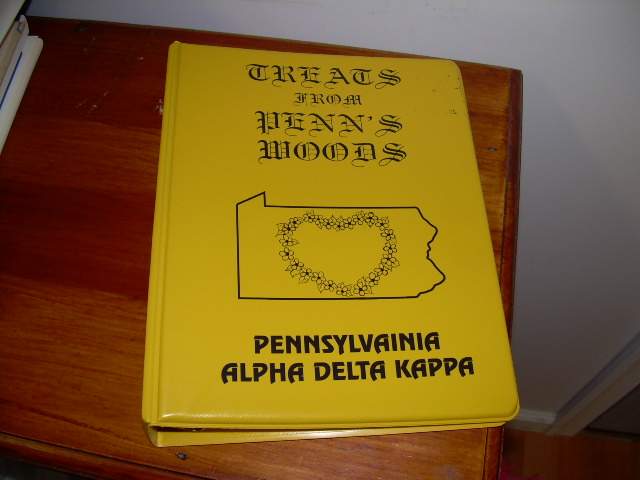 TREATS
FROM
PENN'S
WOODS
PENNSYLVAINIA
ALPHA DELTA KAPPA